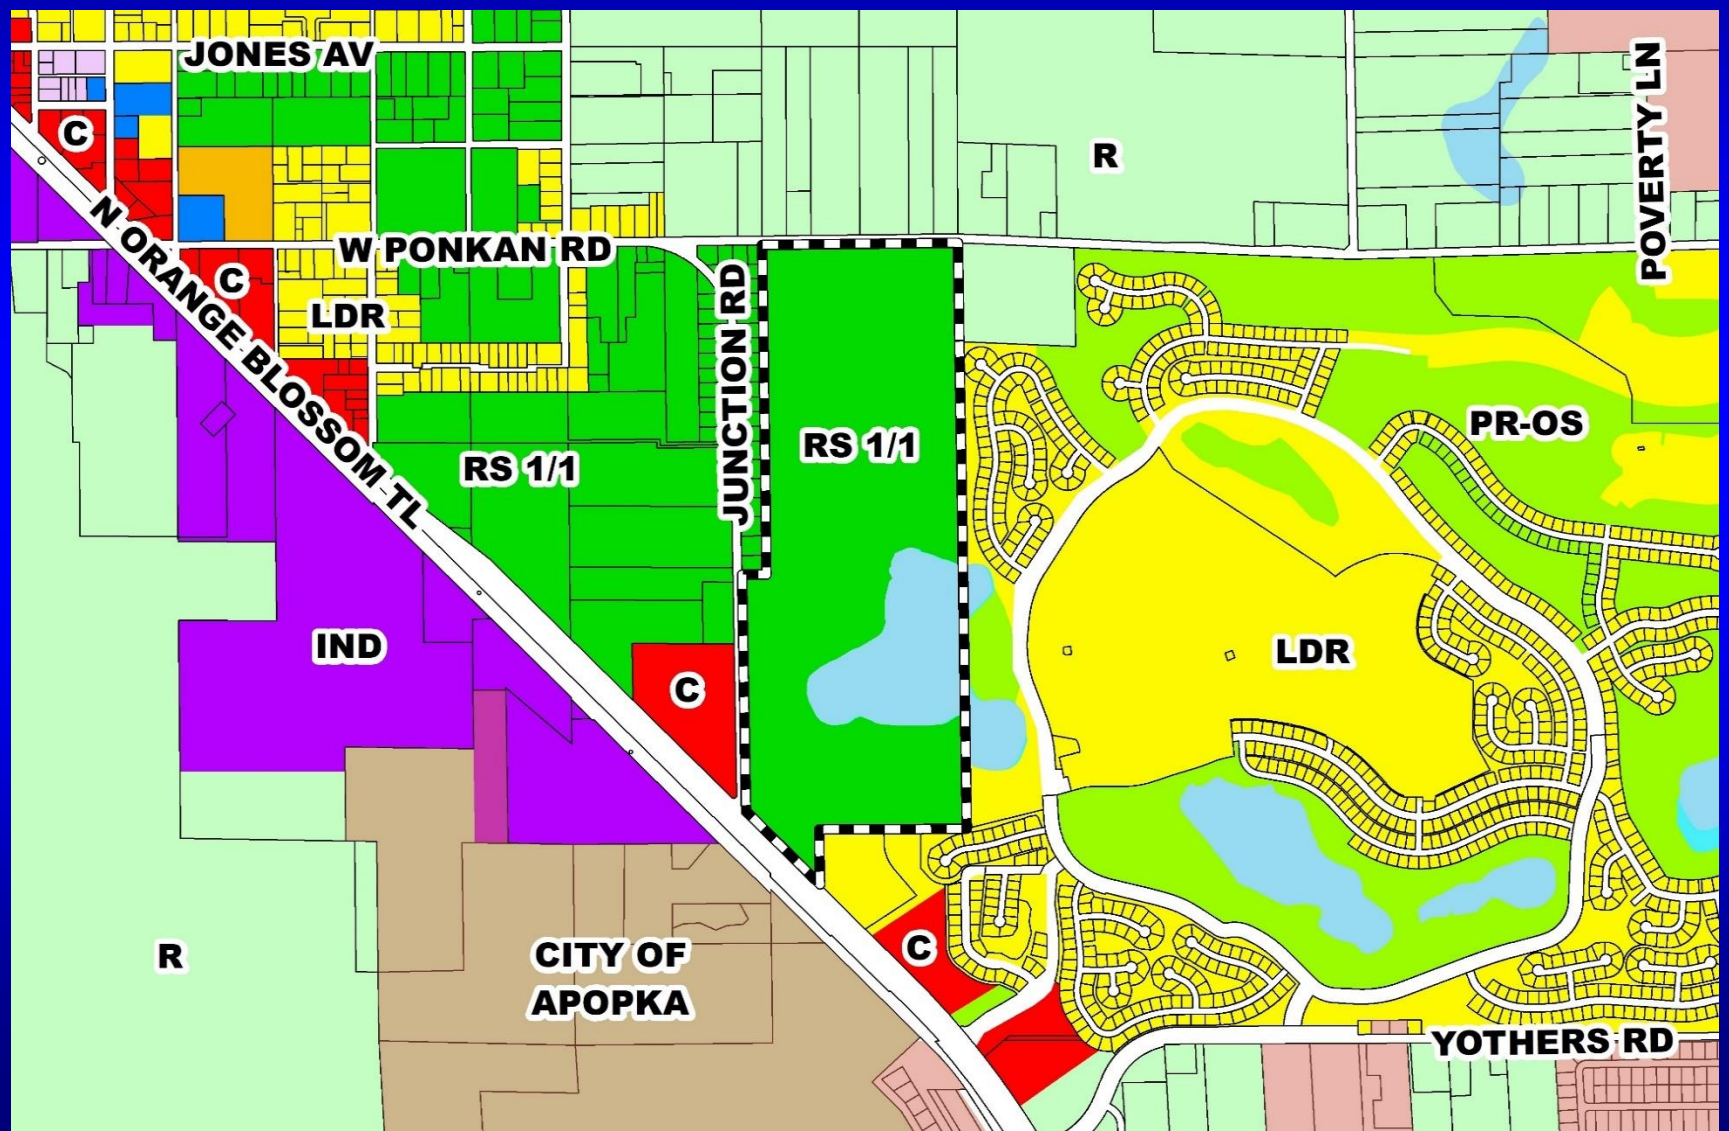 JONES AV
C
R
POVERTY LN
N ORANGE BLOSSOM TL
W PONKAN RD
C
LDR
JUNCTION RD
RS 1/1
RS 1/1
PR-OS
IND
LDR
C
R
CITY OF
APOPKA
C
YOTHERS RD